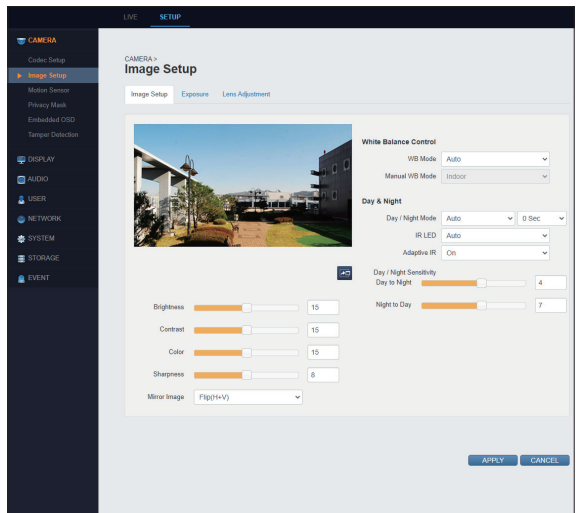 LIVE SETUP
CAMERA
Codec Setup
Image Setup
Motion Sensor
Privacy Mask
Embedded OSD
Tamper Detection
DISPLAY
AUDIO
USER
NETWORK
SYSTEM
STORAGE
EVENT
CAMERA >
Image Setup
Image Setup Exposure Lens Adjustment
Brightness 15
Contrast 15
Color 15
Sharpness 8
Mirror Image Flip(H+V)
White Balance Control
WB Mode Auto
Manual WB Mode Indoor
Day & Night
Day / Night Mode Auto 0 Sec
IR LED Auto
Adaptive IR On
Day / Night Sensitivity
Day to Night 4
Night to Day 7
APPLY CANCEL